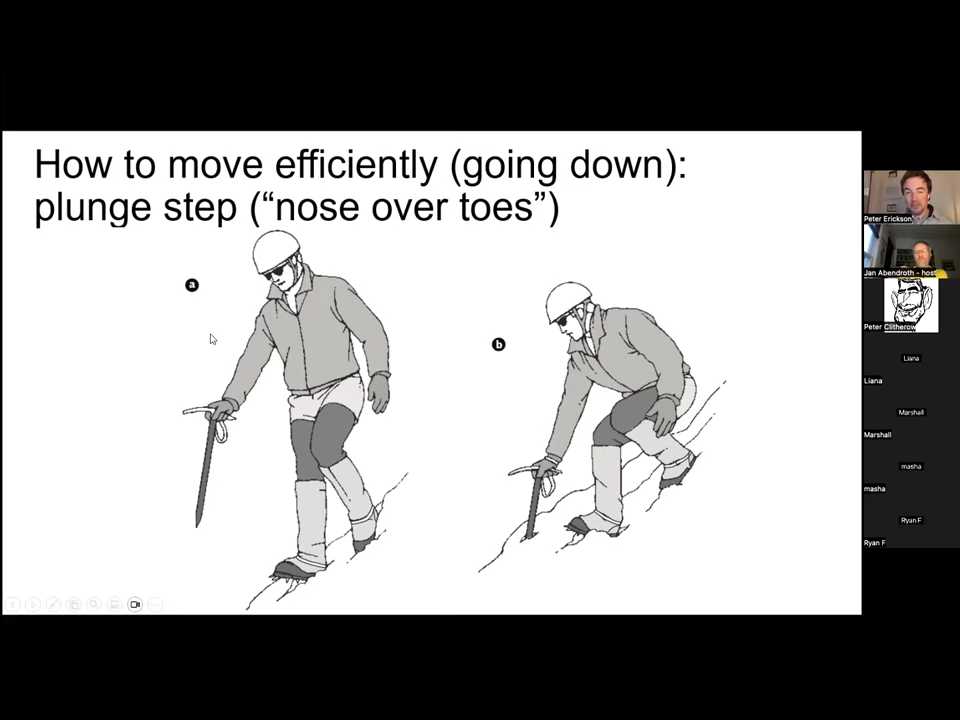 How to move efficiently (going down):
plunge step (“nose over toes”)
a
b
Peter Erickson
Jan Abendroth - host
Peter Clitherow
Liana
Liana
Marshall
Marshall
masha
masha
Ryan F
Ryan F